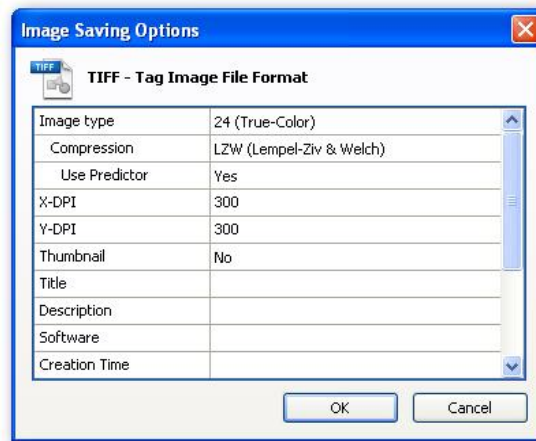 Image Saving Options
TIFF
TIFF - Tag Image File Format
Image type 24 (True-Color)
Compression LZW (Lempel-Ziv & Welch)
Use Predictor Yes
X-DPI 300
Y-DPI 300
Thumbnail No
Title
Description
Software
Creation Time
OK Cancel